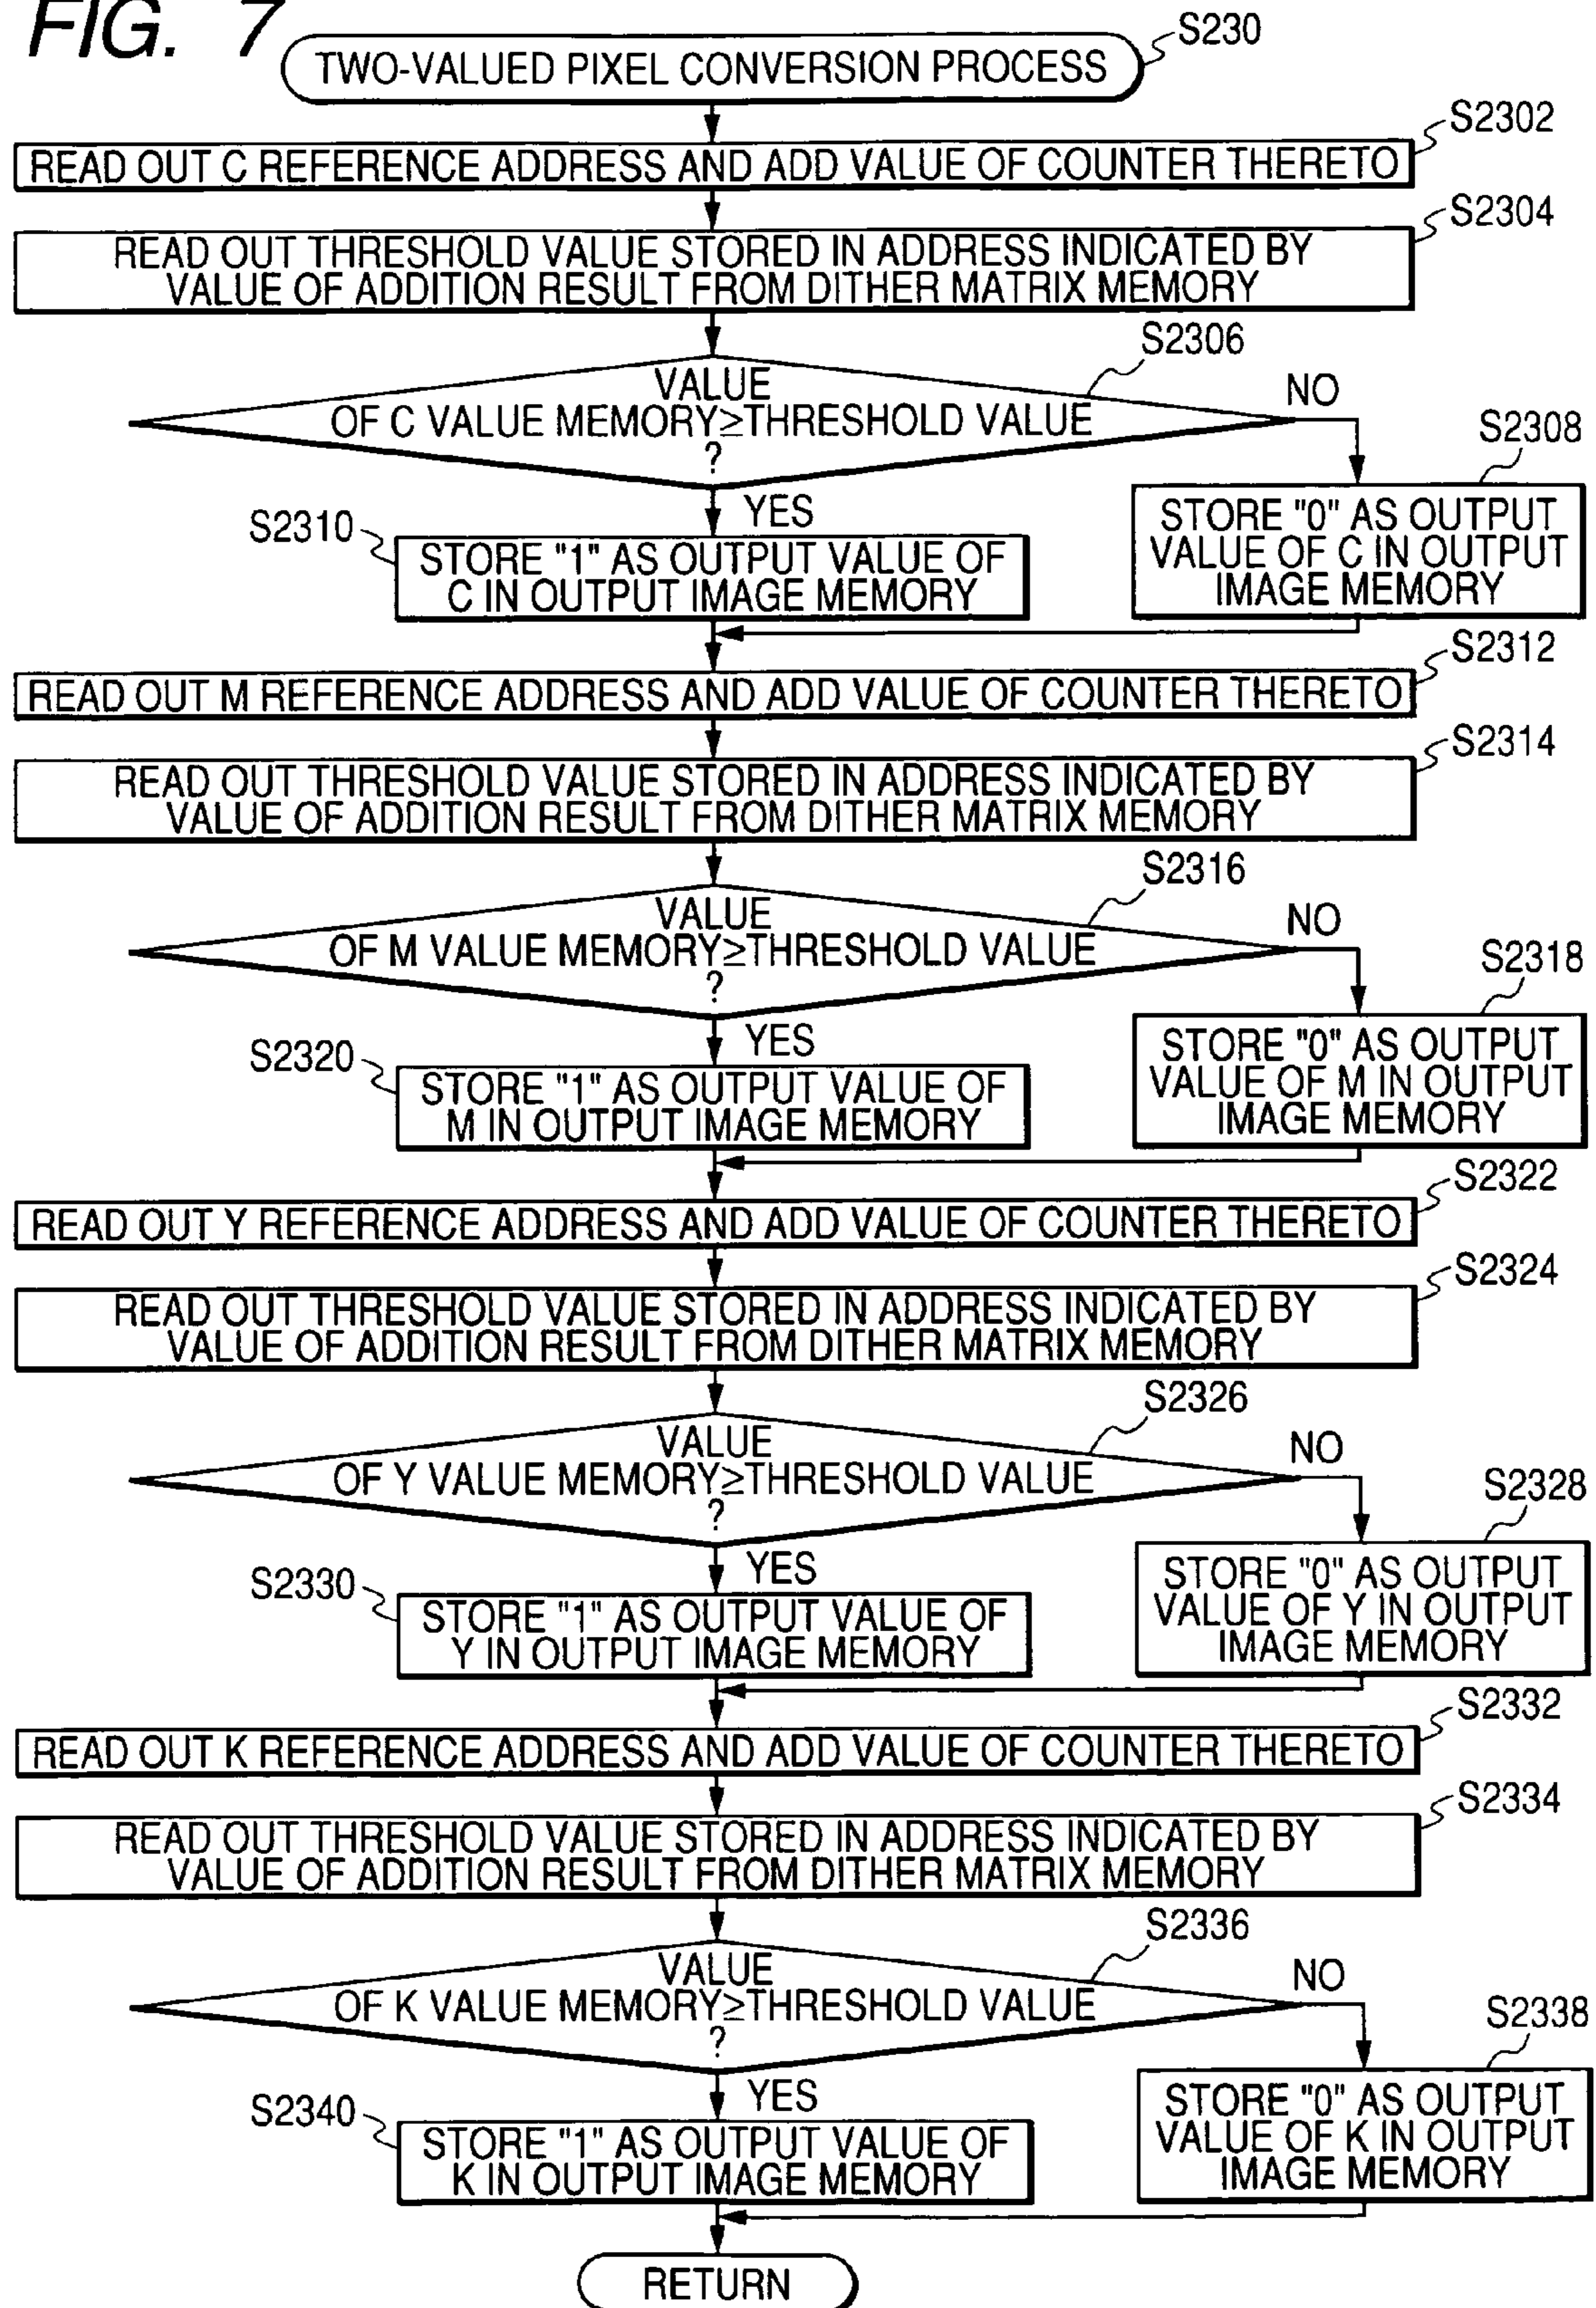 FIG. 7
S230
TWO-VALUED PIXEL CONVERSION PROCESS
S2302
READ OUT C REFERENCE ADDRESS AND ADD VALUE OF COUNTER THERETO
S2304
READ OUT THRESHOLD VALUE STORED IN ADDRESS INDICATED BY
VALUE OF ADDITION RESULT FROM DITHER MATRIX MEMORY
S2306
VALUE
OF C VALUE MEMORY≥THRESHOLD VALUE
?
NO
YES
S2308
STORE "0" AS OUTPUT
VALUE OF C IN OUTPUT
IMAGE MEMORY
S2310
STORE "1" AS OUTPUT VALUE OF
C IN OUTPUT IMAGE MEMORY
S2312
READ OUT M REFERENCE ADDRESS AND ADD VALUE OF COUNTER THERETO
S2314
READ OUT THRESHOLD VALUE STORED IN ADDRESS INDICATED BY
VALUE OF ADDITION RESULT FROM DITHER MATRIX MEMORY
S2316
VALUE
OF M VALUE MEMORY≥THRESHOLD VALUE
?
NO
YES
S2318
STORE "0" AS OUTPUT
VALUE OF M IN OUTPUT
IMAGE MEMORY
S2320
STORE "1" AS OUTPUT VALUE OF
M IN OUTPUT IMAGE MEMORY
S2322
READ OUT Y REFERENCE ADDRESS AND ADD VALUE OF COUNTER THERETO
S2324
READ OUT THRESHOLD VALUE STORED IN ADDRESS INDICATED BY
VALUE OF ADDITION RESULT FROM DITHER MATRIX MEMORY
S2326
VALUE
OF Y VALUE MEMORY≥THRESHOLD VALUE
?
NO
YES
S2328
STORE "0" AS OUTPUT
VALUE OF Y IN OUTPUT
IMAGE MEMORY
S2330
STORE "1" AS OUTPUT VALUE OF
Y IN OUTPUT IMAGE MEMORY
S2332
READ OUT K REFERENCE ADDRESS AND ADD VALUE OF COUNTER THERETO
S2334
READ OUT THRESHOLD VALUE STORED IN ADDRESS INDICATED BY
VALUE OF ADDITION RESULT FROM DITHER MATRIX MEMORY
S2336
VALUE
OF K VALUE MEMORY≥THRESHOLD VALUE
?
NO
YES
S2338
STORE "0" AS OUTPUT
VALUE OF K IN OUTPUT
IMAGE MEMORY
S2340
STORE "1" AS OUTPUT VALUE OF
K IN OUTPUT IMAGE MEMORY
RETURN